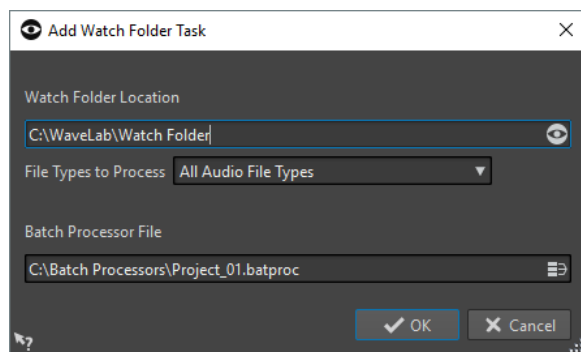 Add Watch Folder Task
Watch Folder Location
C:\WaveLab\Watch Folder
File Types to Process All Audio File Types
Batch Processor File
C:\Batch Processors\Project_01.batproc
OK Cancel
?